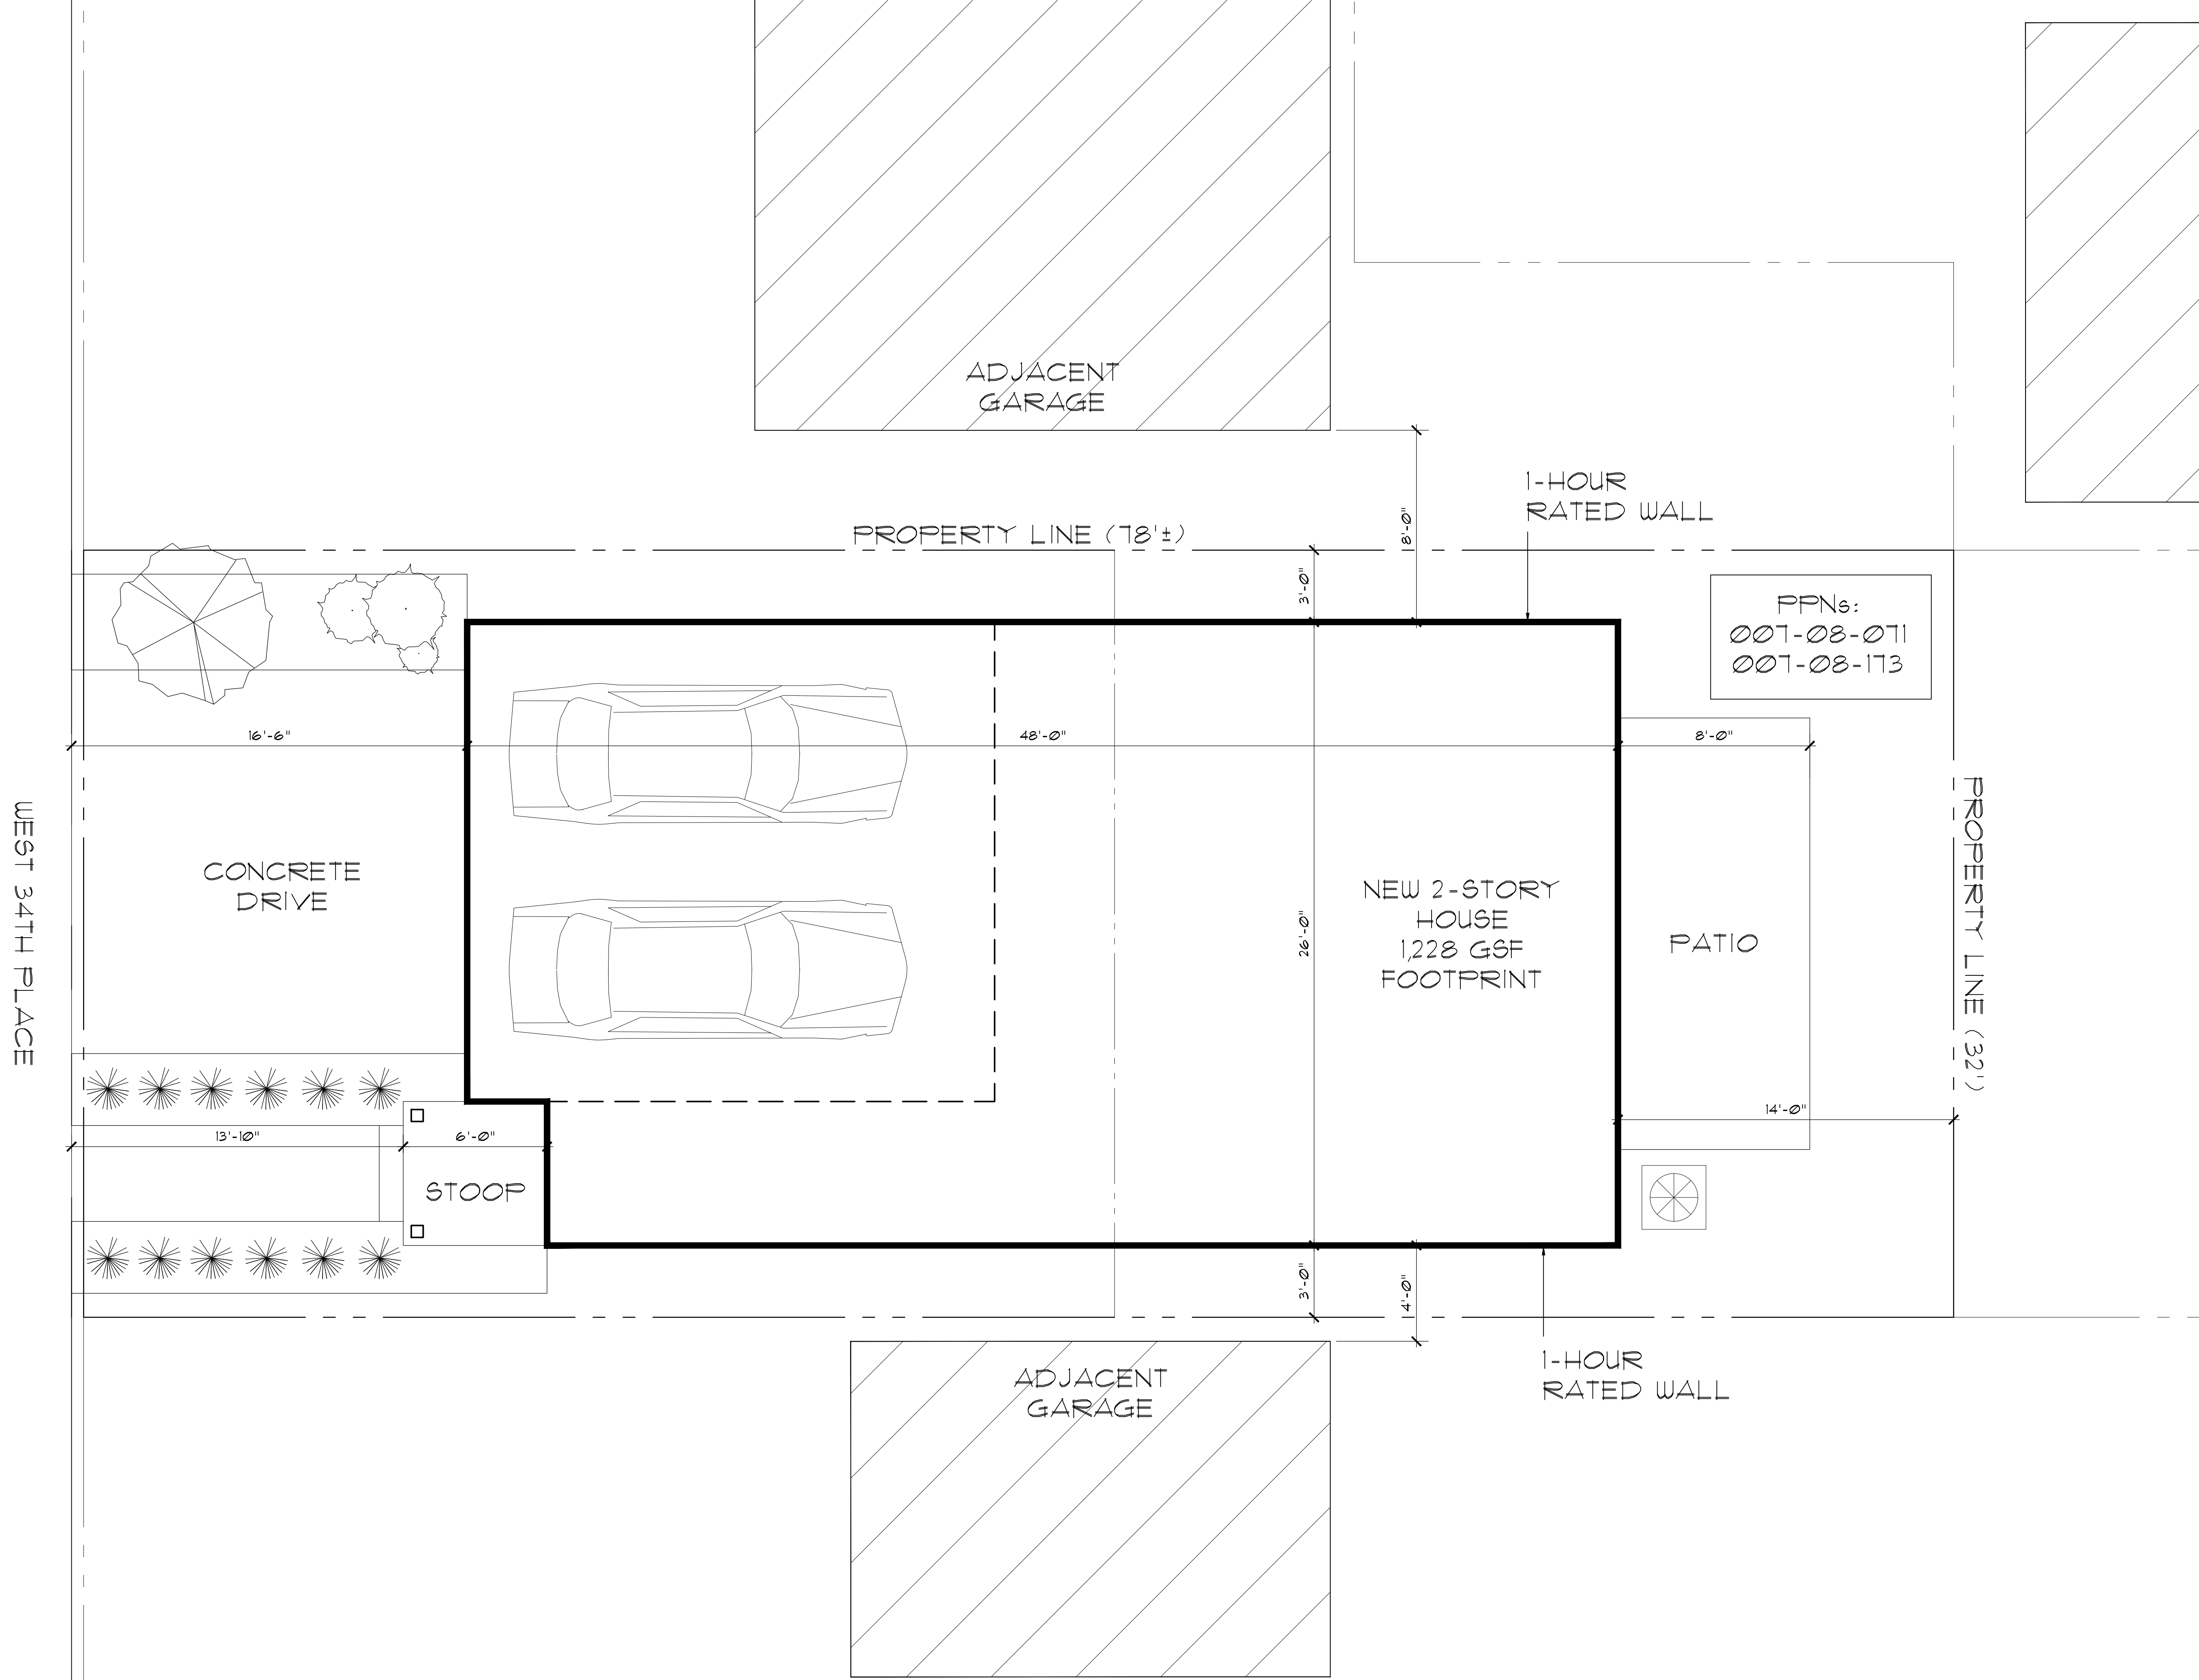 ADJACENT
GARAGE
1-HOUR
RATED WALL
PROPERTY LINE (78'±)
8'-0"
3'-0"
PPNs:
007-08-071
007-08-173
16'-6"
48'-0"
8'-0"
WEST 34TH PLACE
CONCRETE
DRIVE
26'-0"
NEW 2-STORY
HOUSE
1,228 GSF
FOOTPRINT
PATIO
PROPERTY LINE (32')
14'-0"
13'-10"
6'-0"
STOOP
3'-0"
4'-0"
1-HOUR
RATED WALL
ADJACENT
GARAGE